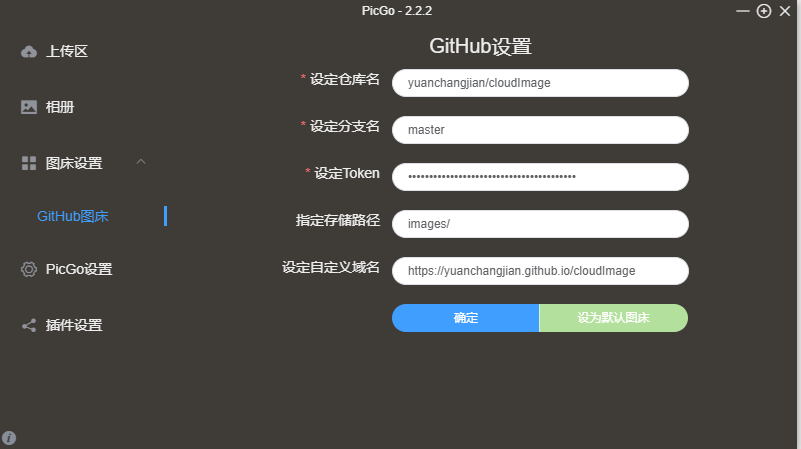 PicGo - 2.2.2
上传区
相册
图床设置
GitHub图床
PicGo设置
插件设置
GitHub设置
* 设定仓库名 yuanchangjian/cloudImage
* 设定分支名 master
* 设定Token ••••••••••••••••••••••••••••••••••••••••
指定存储路径 images/
设定自定义域名 https://yuanchangjian.github.io/cloudImage
确定 设为默认图床